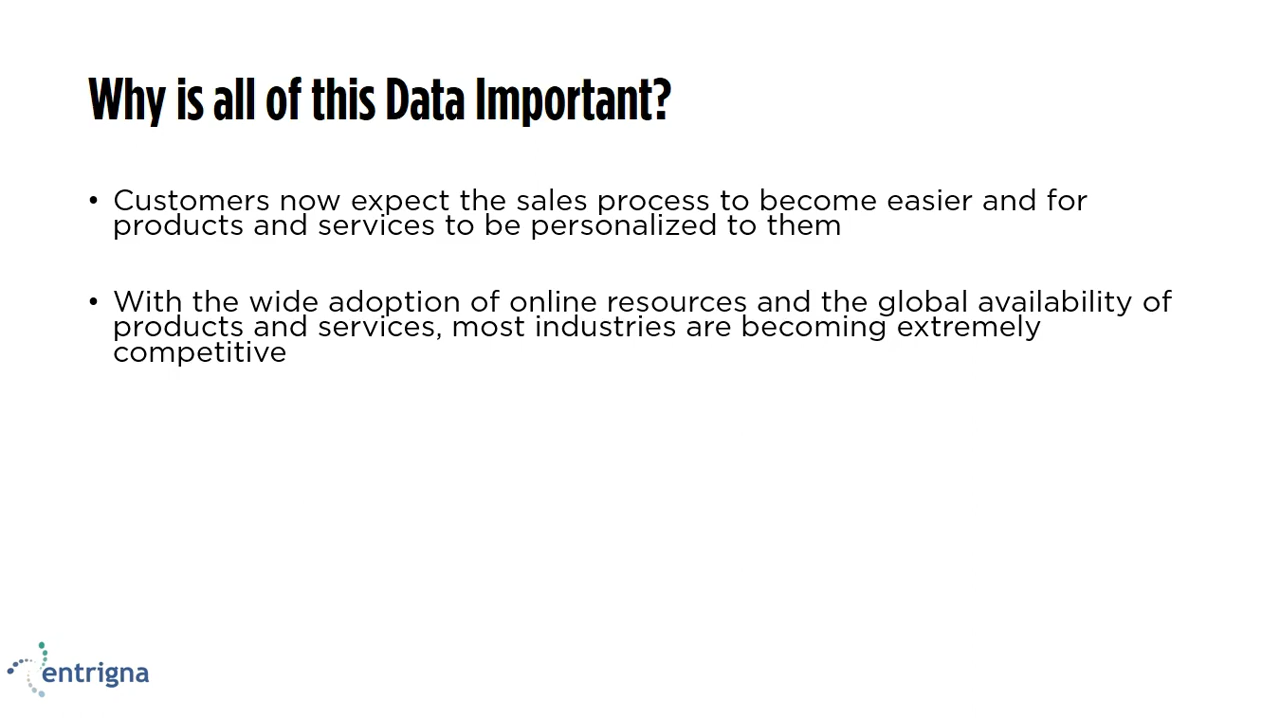 Why is all of this Data Important?
• Customers now expect the sales process to become easier and for
products and services to be personalized to them
• With the wide adoption of online resources and the global availability of
products and services, most industries are becoming extremely
competitive
entrigna